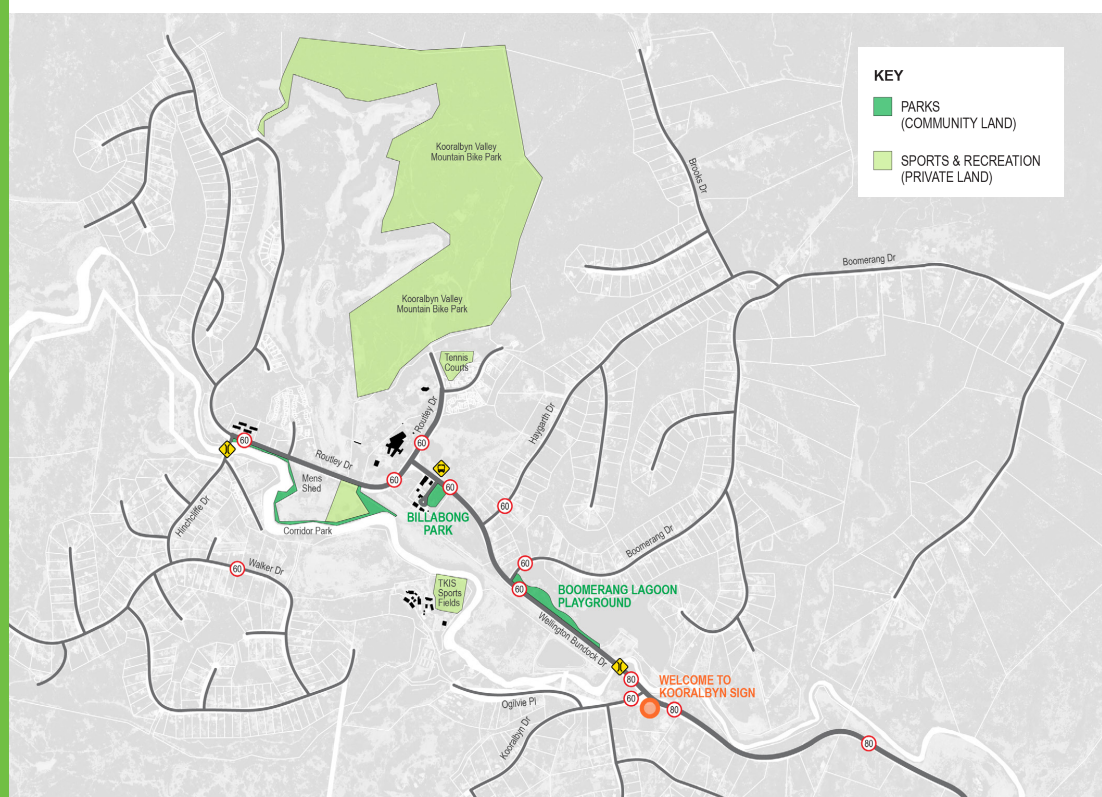 KEY
PARKS
(COMMUNITY LAND)
SPORTS & RECREATION
(PRIVATE LAND)
Kooralbyn Valley
Mountain Bike Park
Brooks Dr
Boomerang Dr
Kooralbyn Valley
Mountain Bike Park
Tennis
Courts
Routley Dr
Haygarth Dr
60
60
Routley Dr
60
60
60
Mens
Shed
Hinchcliffe Dr
BILLABONG
PARK
Corridor Park
Boomerang Dr
60
Walker Dr
60
60
TKIS
Sports
Fields
BOOMERANG LAGOON
PLAYGROUND
Wellington Bundock Dr
80
WELCOME TO
KOORALBYN SIGN
60
80
Ogilvie Pl
Kooralbyn Dr
80